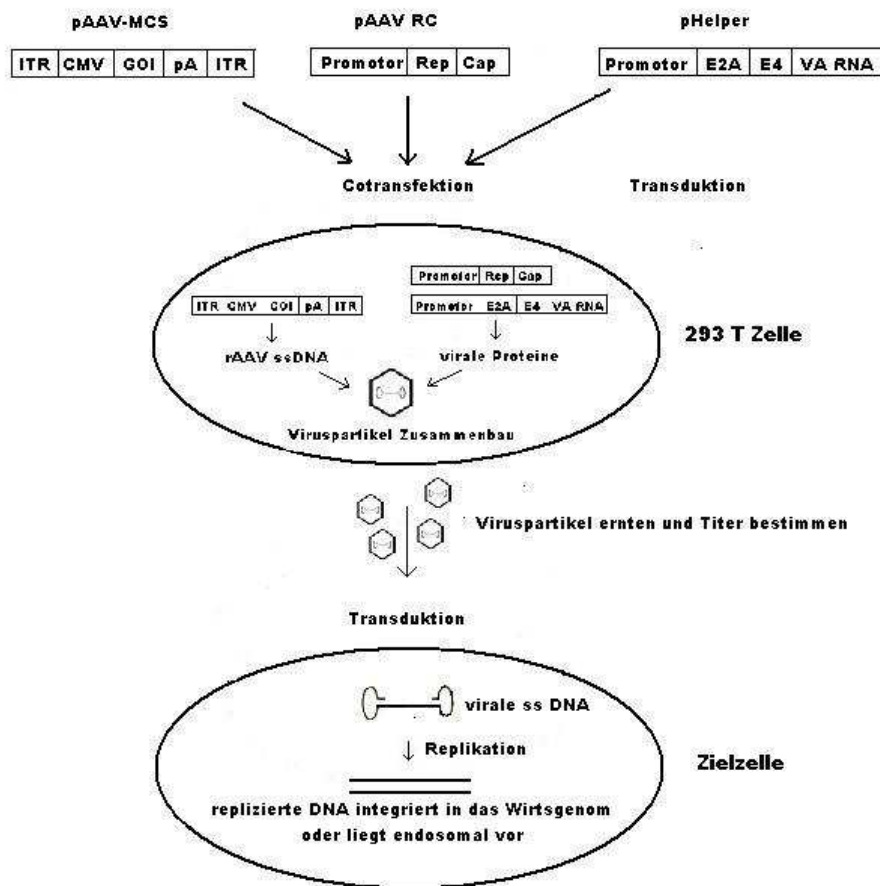 pAAV-MCS pAAV RC pHelper
ITR CMV GOI pA ITR Promotor Rep Cap Promotor E2A E4 VA RNA
Cotransfektion Transduktion
Promotor Rep Cap
ITR CMV GOI pA ITR Promotor E2A E4 VA RNA
293 T Zelle
rAAV ssDNA virale Proteine
Viruspartikel Zusammenbau
Viruspartikel ernten und Titer bestimmen
Transduktion
virale ss DNA
Replikation
Zielzelle
replizierte DNA integriert in das Wirtsgenom
oder liegt endosomal vor